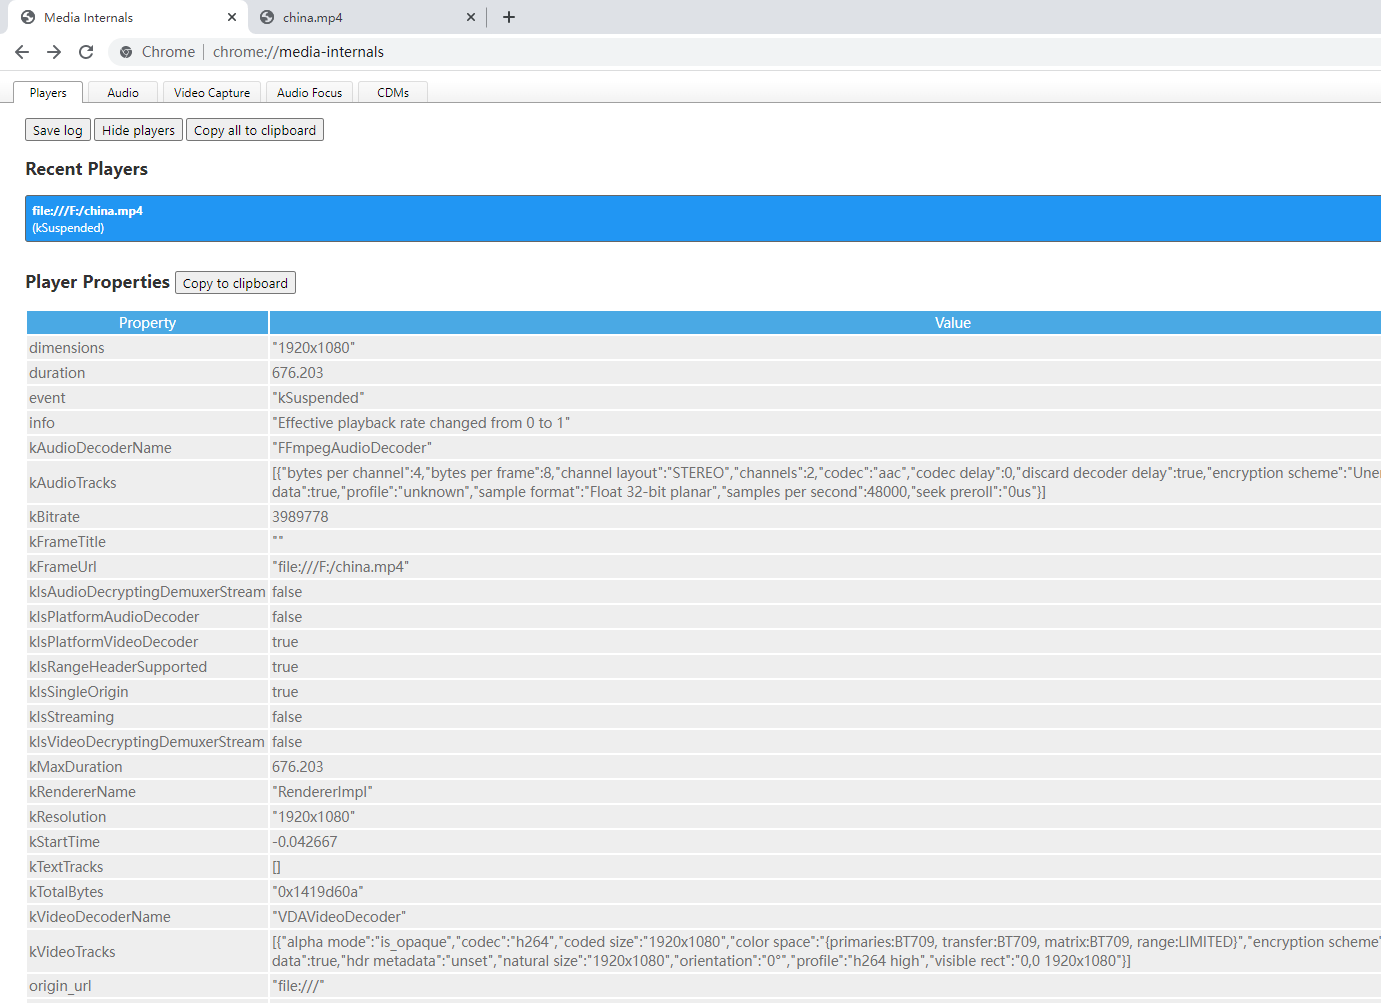 Media Internals
china.mp4
Chrome
chrome://media-internals
Players
Audio
Video Capture
Audio Focus
CDMs
Save log
Hide players
Copy all to clipboard
Recent Players
file:///F:/china.mp4
(kSuspended)
Player Properties
Copy to clipboard
Property Value
dimensions "1920x1080"
duration 676.203
event "kSuspended"
info "Effective playback rate changed from 0 to 1"
kAudioDecoderName "FFmpegAudioDecoder"
kAudioTracks [{"bytes per channel":4,"bytes per frame":8,"channel layout":"STEREO","channels":2,"codec":"aac","codec delay":0,"discard decoder delay":true,"encryption scheme":"Une
data":true,"profile":"unknown","sample format":"Float 32-bit planar","samples per second":48000,"seek preroll":"0us"}]
kBitrate 3989778
kFrameTitle ""
kFrameUrl "file:///F:/china.mp4"
kIsAudioDecryptingDemuxerStream false
kIsPlatformAudioDecoder false
kIsPlatformVideoDecoder true
kIsRangeHeaderSupported true
kIsSingleOrigin true
kIsStreaming false
kIsVideoDecryptingDemuxerStream false
kMaxDuration 676.203
kRendererName "RendererImpl"
kResolution "1920x1080"
kStartTime -0.042667
kTextTracks []
kTotalBytes "0x1419d60a"
kVideoDecoderName "VDAVideoDecoder"
kVideoTracks [{"alpha mode":"is_opaque","codec":"h264","coded size":"1920x1080","color space":"{primaries:BT709, transfer:BT709, matrix:BT709, range:LIMITED}","encryption scheme"
data":true,"hdr metadata":"unset","natural size":"1920x1080","orientation":"0°","profile":"h264 high","visible rect":"0,0 1920x1080"}]
origin_url "file:///"